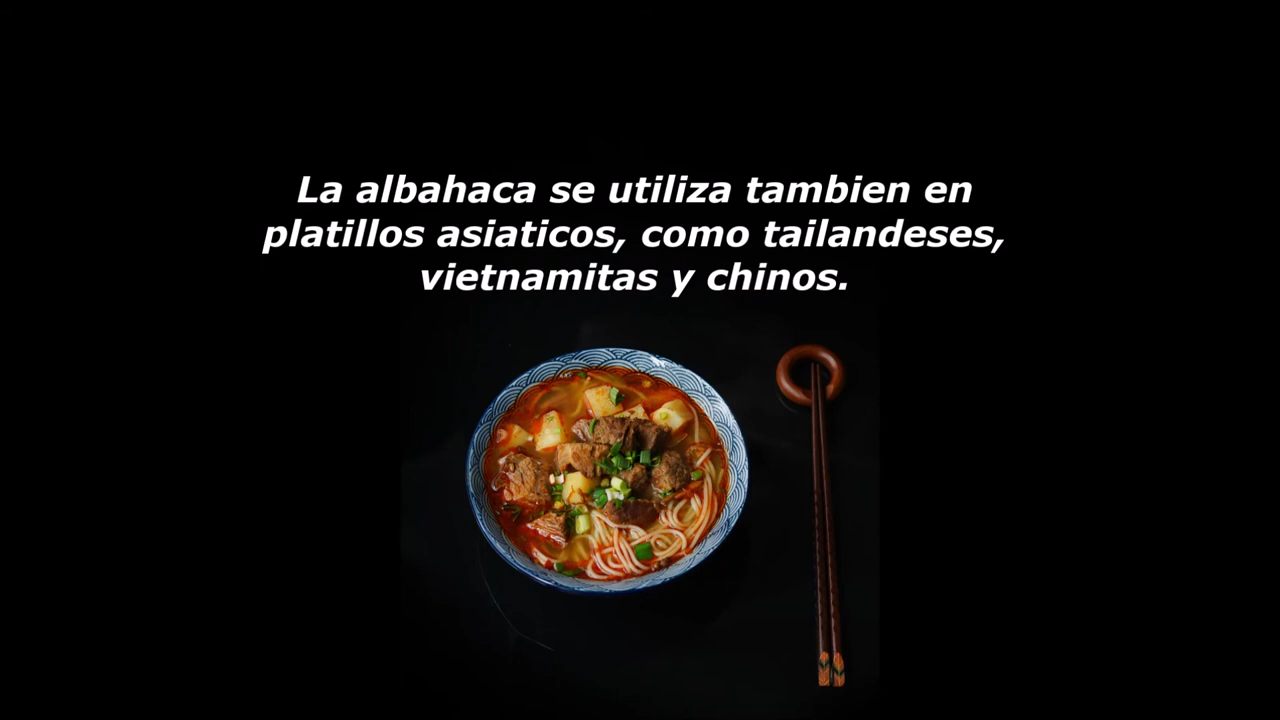 La albahaca se utiliza tambien en
platillos asiaticos, como tailandeses,
vietnamitas y chinos.